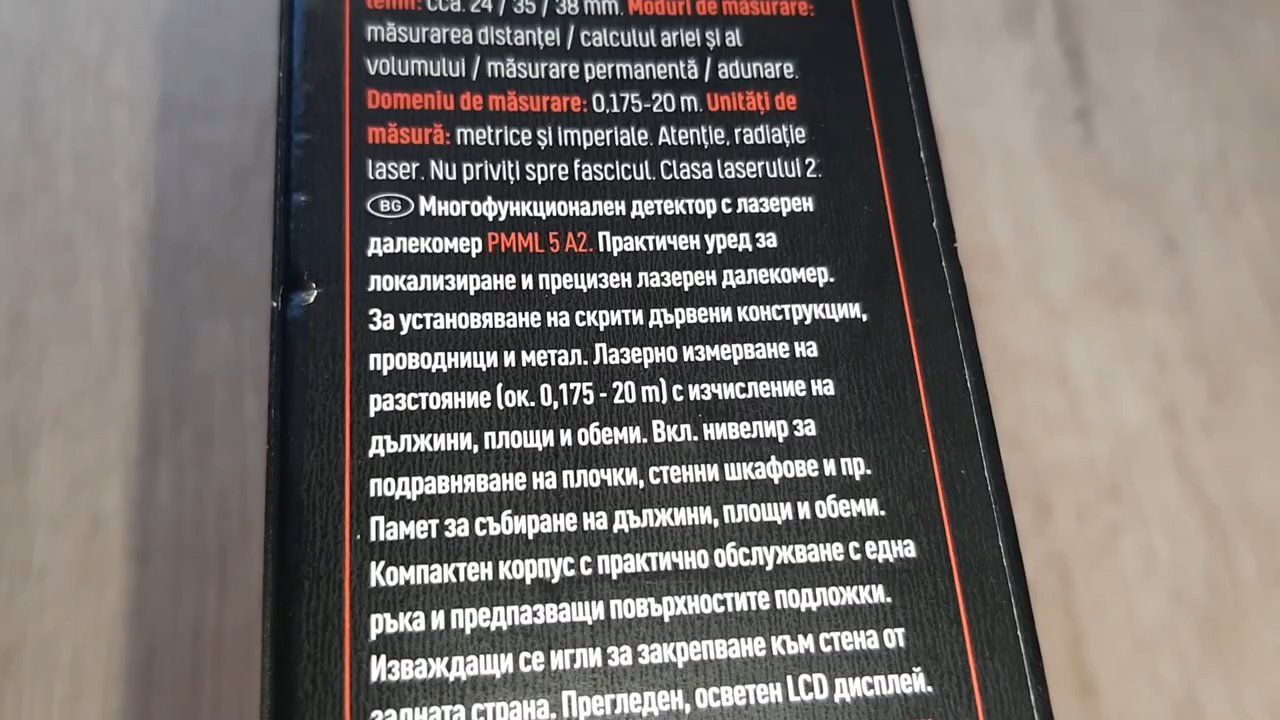 temn: cca. 24 / 35 / 38 mm. Moduri de măsurare:
măsurarea distanței / calculul ariei și al
volumului / măsurare permanentă / adunare.
Domeniu de măsurare: 0,175-20 m. Unități de
măsură: metrice și imperiale. Atenție, radiație
laser. Nu priviți spre fascicul. Clasa laserului 2.
BG Многофункционален детектор с лазерен
далекомер PMML 5 A2. Практичен уред за
локализиране и прецизен лазерен далекомер.
За установяване на скрити дървени конструкции,
проводници и метал. Лазерно измерване на
разстояние (ок. 0,175 - 20 m) с изчисление на
дължини, площи и обеми. Вкл. нивелир за
подравняване на плочки, стенни шкафове и пр.
Памет за събиране на дължини, площи и обеми.
Компактен корпус с практично обслужване с една
ръка и предпазващи повърхностите подложки.
Изваждащи се игли за закрепване към стена от
задната страна. Прегледен, осветен LCD дисплей.